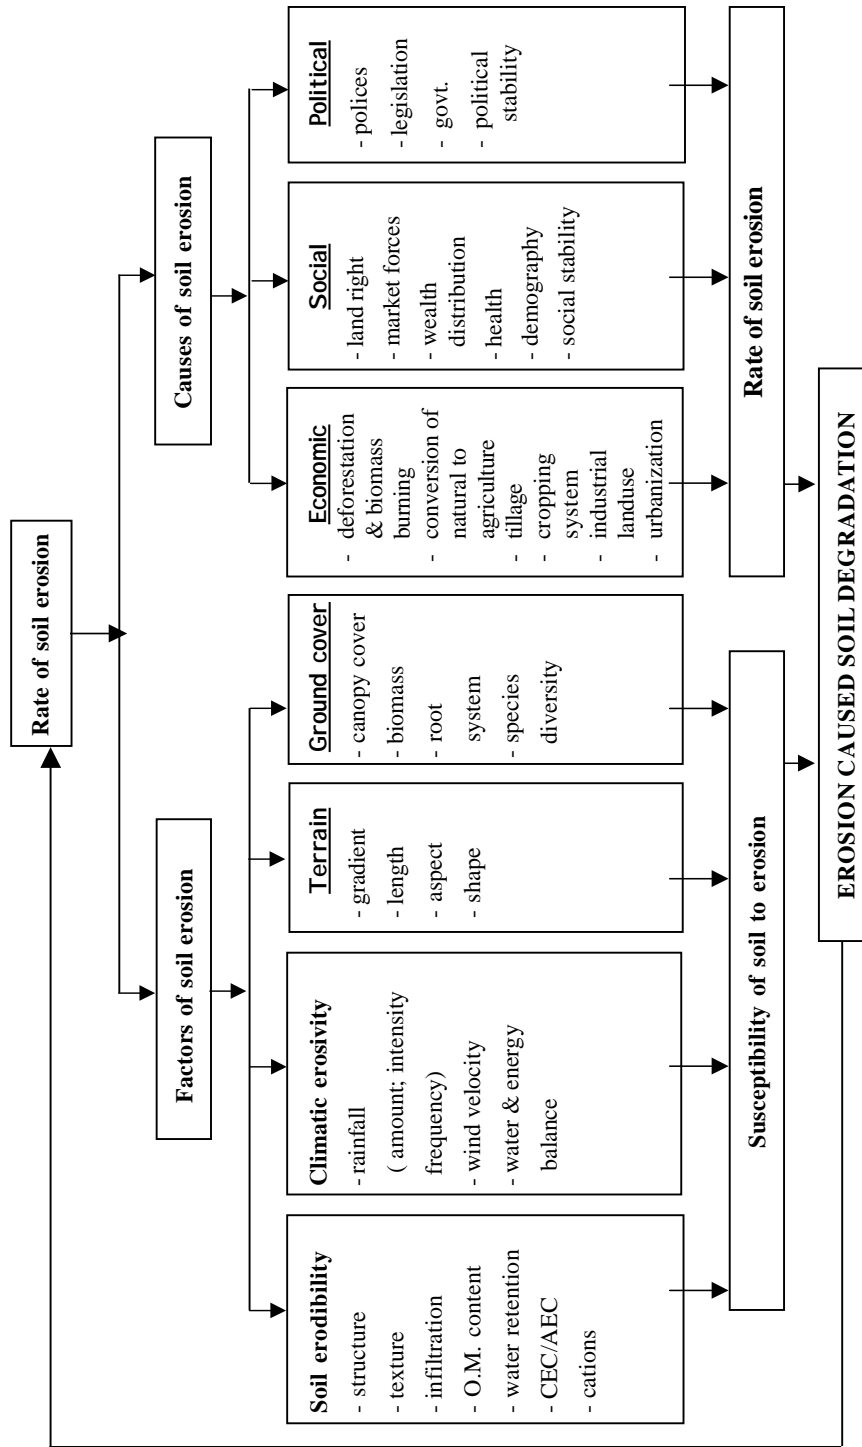 Rate of soil erosion
Factors of soil erosion
Causes of soil erosion
Soil erodibility
- structure
- texture
- infiltration
- O.M. content
- water retention
- CEC/AEC
- cations
Climatic erosivity
- rainfall
( amount; intensity
frequency)
- wind velocity
- water & energy
balance
Terrain
- gradient
- length
- aspect
- shape
Ground cover
- canopy cover
- biomass
- root
system
- species
diversity
Economic
- deforestation
& biomass
burning
- conversion of
natural to
agriculture
- tillage
- cropping
system
- industrial
landuse
- urbanization
Social
- land right
- market forces
- wealth
distribution
- health
- demography
- social stability
Political
- polices
- legislation
- govt.
- political
stability
Susceptibility of soil to erosion
Rate of soil erosion
EROSION CAUSED SOIL DEGRADATION